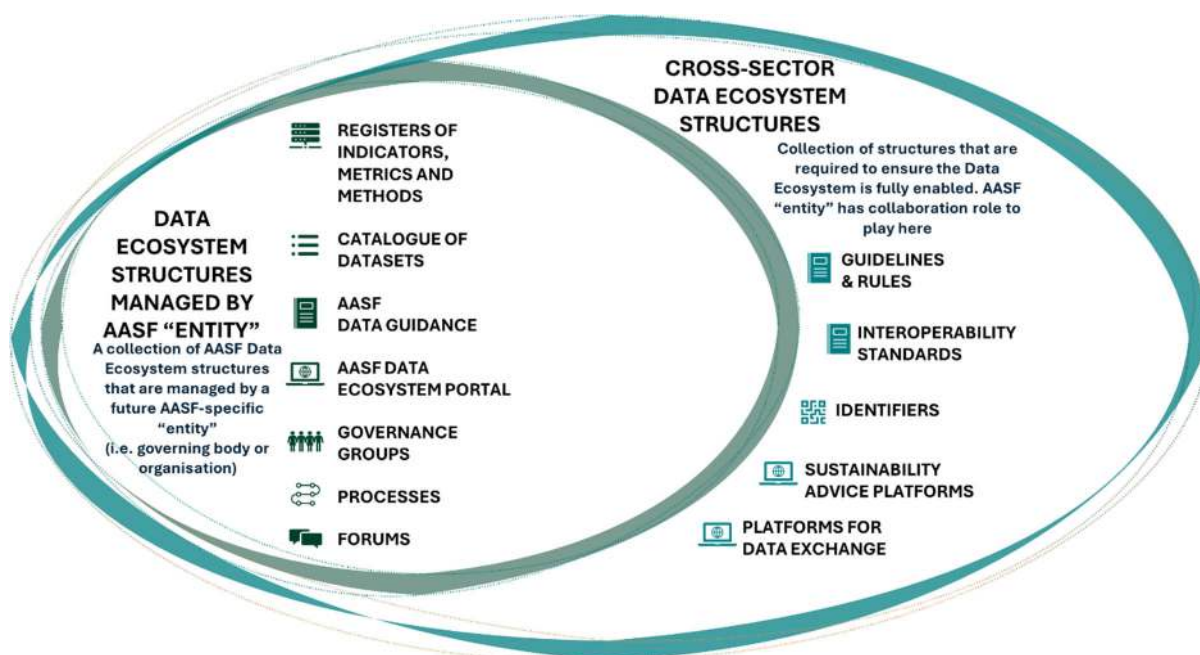 DATA
ECOSYSTEM
STRUCTURES
MANAGED BY
AASF “ENTITY”
A collection of AASF Data
Ecosystem structures
that are managed by a
future AASF-specific
“entity”
(i.e. governing body or
organisation)
REGISTERS OF
INDICATORS,
METRICS AND
METHODS
CATALOGUE OF
DATASETS
AASF
DATA GUIDANCE
AASF DATA
ECOSYSTEM PORTAL
GOVERNANCE
GROUPS
PROCESSES
FORUMS
CROSS-SECTOR
DATA ECOSYSTEM
STRUCTURES
Collection of structures that are
required to ensure the Data
Ecosystem is fully enabled. AASF
“entity” has collaboration role to
play here
GUIDELINES
& RULES
INTEROPERABILITY
STANDARDS
IDENTIFIERS
SUSTAINABILITY
ADVICE PLATFORMS
PLATFORMS FOR
DATA EXCHANGE